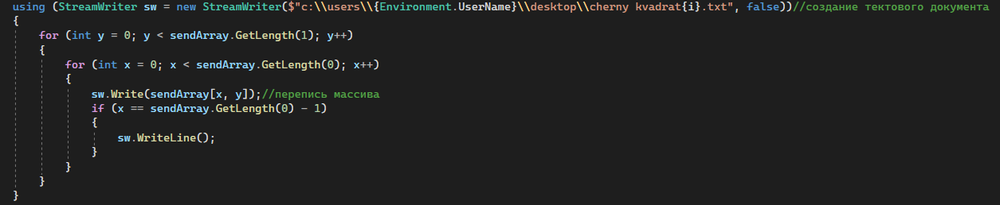 using (StreamWriter sw = new StreamWriter($"c:\\users\\{Environment.UserName}\\desktop\\cherny kvadrat{i}.txt", false))//создание тектового документа
{
for (int y = 0; y < sendArray.GetLength(1); y++)
{
for (int x = 0; x < sendArray.GetLength(0); x++)
{
sw.Write(sendArray[x, y]);//перепись массива
if (x == sendArray.GetLength(0) - 1)
{
sw.WriteLine();
}
}
}
}